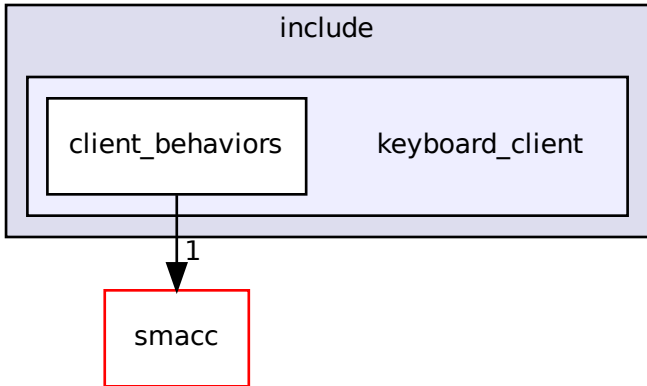 include
client_behaviors
keyboard_client
1
smacc